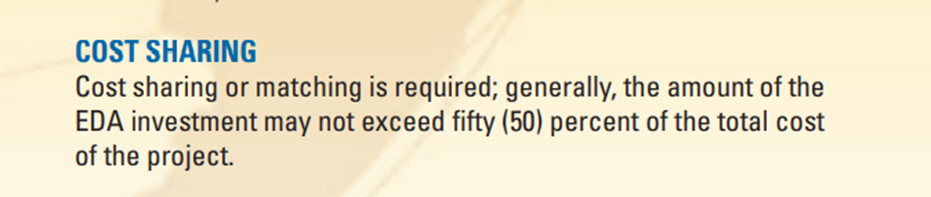 COST SHARING
Cost sharing or matching is required; generally, the amount of the
EDA investment may not exceed fifty (50) percent of the total cost
of the project.